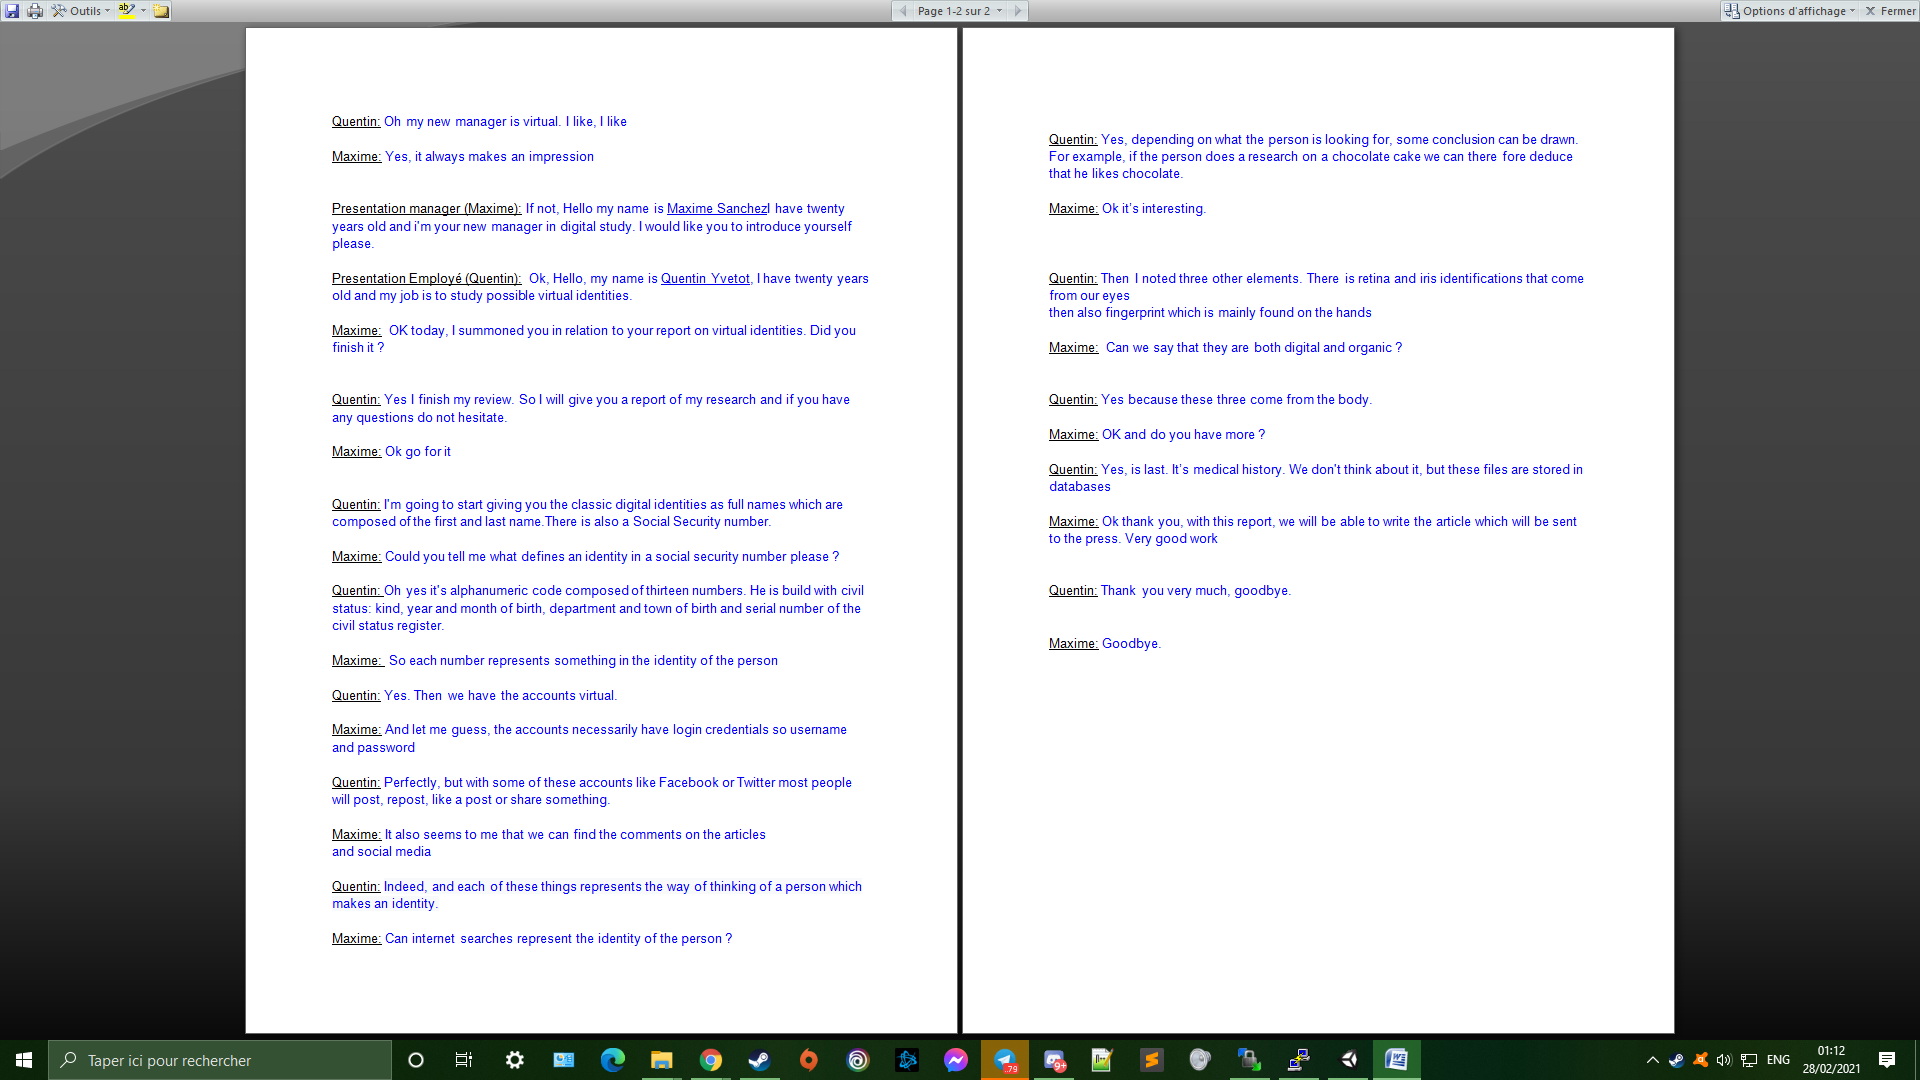 Outils
Page 1-2 sur 2
Options d'affichage
Fermer
Quentin: Oh my new manager is virtual. I like, I like
Maxime: Yes, it always makes an impression
Presentation manager (Maxime): If not, Hello my name is Maxime SanchezI have twenty
years old and i'm your new manager in digital study. I would like you to introduce yourself
please.
Presentation Employé (Quentin): Ok, Hello, my name is Quentin Yvetot, I have twenty years
old and my job is to study possible virtual identities.
Maxime: OK today, I summoned you in relation to your report on virtual identities. Did you
finish it ?
Quentin: Yes I finish my review. So I will give you a report of my research and if you have
any questions do not hesitate.
Maxime: Ok go for it
Quentin: I'm going to start giving you the classic digital identities as full names which are
composed of the first and last name.There is also a Social Security number.
Maxime: Could you tell me what defines an identity in a social security number please ?
Quentin: Oh yes it's alphanumeric code composed of thirteen numbers. He is build with civil
status: kind, year and month of birth, department and town of birth and serial number of the
civil status register.
Maxime: So each number represents something in the identity of the person
Quentin: Yes. Then we have the accounts virtual.
Maxime: And let me guess, the accounts necessarily have login credentials so username
and password
Quentin: Perfectly, but with some of these accounts like Facebook or Twitter most people
will post, repost, like a post or share something.
Maxime: It also seems to me that we can find the comments on the articles
and social media
Quentin: Indeed, and each of these things represents the way of thinking of a person which
makes an identity.
Maxime: Can internet searches represent the identity of the person ?
Quentin: Yes, depending on what the person is looking for, some conclusion can be drawn.
For example, if the person does a research on a chocolate cake we can there fore deduce
that he likes chocolate.
Maxime: Ok it's interesting.
Quentin: Then I noted three other elements. There is retina and iris identifications that come
from our eyes
then also fingerprint which is mainly found on the hands
Maxime: Can we say that they are both digital and organic ?
Quentin: Yes because these three come from the body.
Maxime: OK and do you have more ?
Quentin: Yes, is last. It's medical history. We don't think about it, but these files are stored in
databases
Maxime: Ok thank you, with this report, we will be able to write the article which will be sent
to the press. Very good work
Quentin: Thank you very much, goodbye.
Maxime: Goodbye.
Taper ici pour rechercher
79
9+
ENG
01:12
28/02/2021